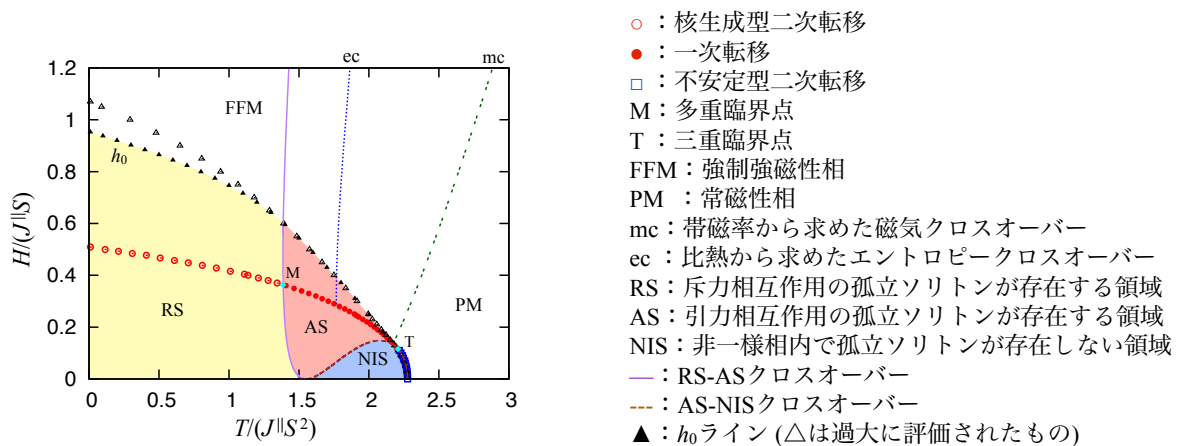 ec
mc
1.2
1
0.8
0.6
0.4
0.2
0
H/(J∥S)
FFM
h₀
M
RS
AS
NIS
T
PM
0
0.5
1
1.5
2
2.5
3
T/(J∥S²)
○：核生成型二次転移
●：一次転移
□：不安定型二次転移
M：多重臨界点
T：三重臨界点
FFM：強制強磁性相
PM ：常磁性相
mc：帯磁率から求めた磁気クロスオーバー
ec：比熱から求めたエントロピークロスオーバー
RS：斥力相互作用の孤立ソリトンが存在する領域
AS：引力相互作用の孤立ソリトンが存在する領域
NIS：非一様相内で孤立ソリトンが存在しない領域
—：RS-ASクロスオーバー
---：AS-NISクロスオーバー
▲：h₀ライン (△は過大に評価されたもの)